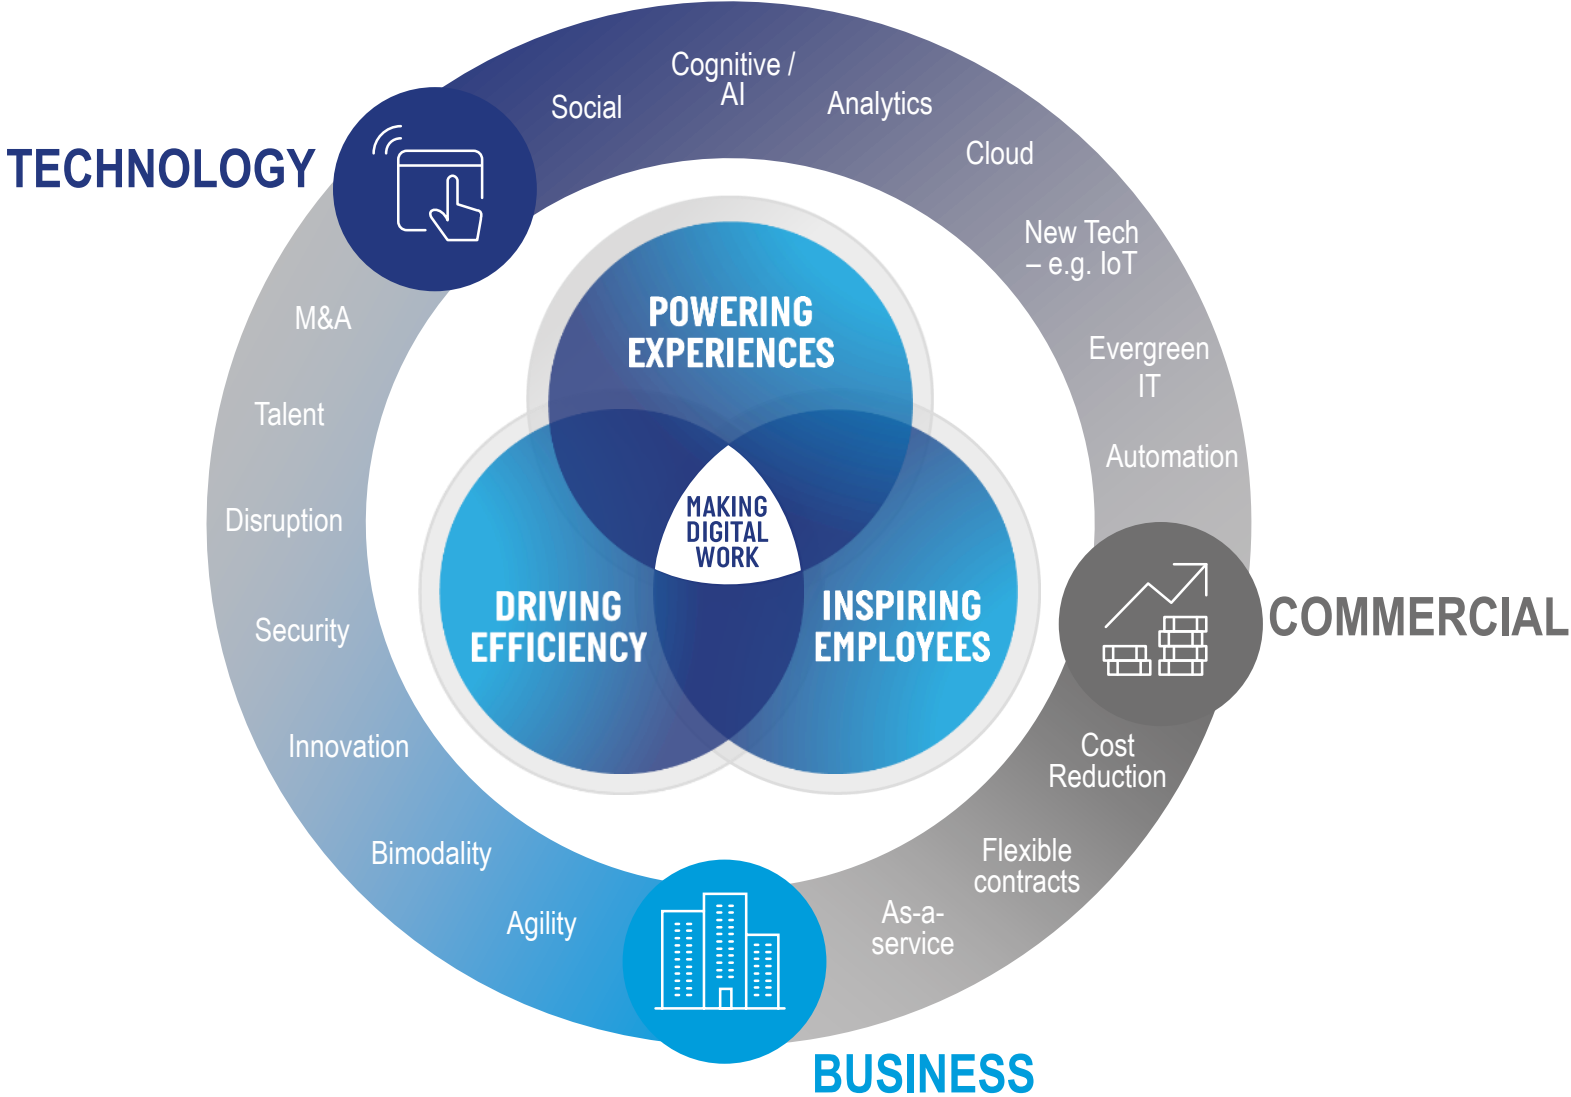 TECHNOLOGY
Social
Cognitive /
AI
Analytics
Cloud
New Tech
– e.g. IoT
Evergreen
IT
Automation
COMMERCIAL
Cost
Reduction
Flexible
contracts
As-a-
service
BUSINESS
Agility
Bimodality
Innovation
Security
Disruption
Talent
M&A
POWERING
EXPERIENCES
MAKING
DIGITAL
WORK
DRIVING
EFFICIENCY
INSPIRING
EMPLOYEES